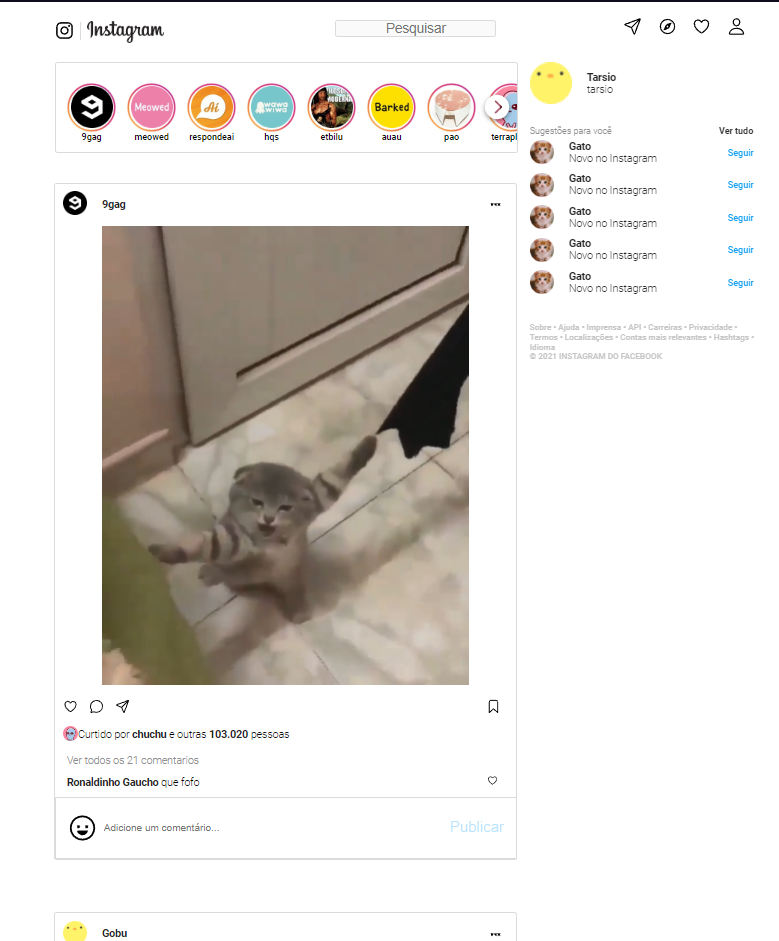 Instagram
Pesquisar
Meowed
Ai
wawa
wiwa
Barked
9gag
meowed
respondeai
hqs
etbilu
auau
pao
terrapl
Tarsio
tarsio
Sugestões para você
Ver tudo
Gato
Novo no Instagram
Seguir
Gato
Novo no Instagram
Seguir
Gato
Novo no Instagram
Seguir
Gato
Novo no Instagram
Seguir
Gato
Novo no Instagram
Seguir
Sobre • Ajuda • Imprensa • API • Carreiras • Privacidade •
Termos • Localizações • Contas mais relevantes • Hashtags •
Idioma
© 2021 INSTAGRAM DO FACEBOOK
9gag
Curtido por chuchu e outras 103.020 pessoas
Ver todos os 21 comentarios
Ronaldinho Gaucho que fofo
Adicione um comentário...
Publicar
Gobu